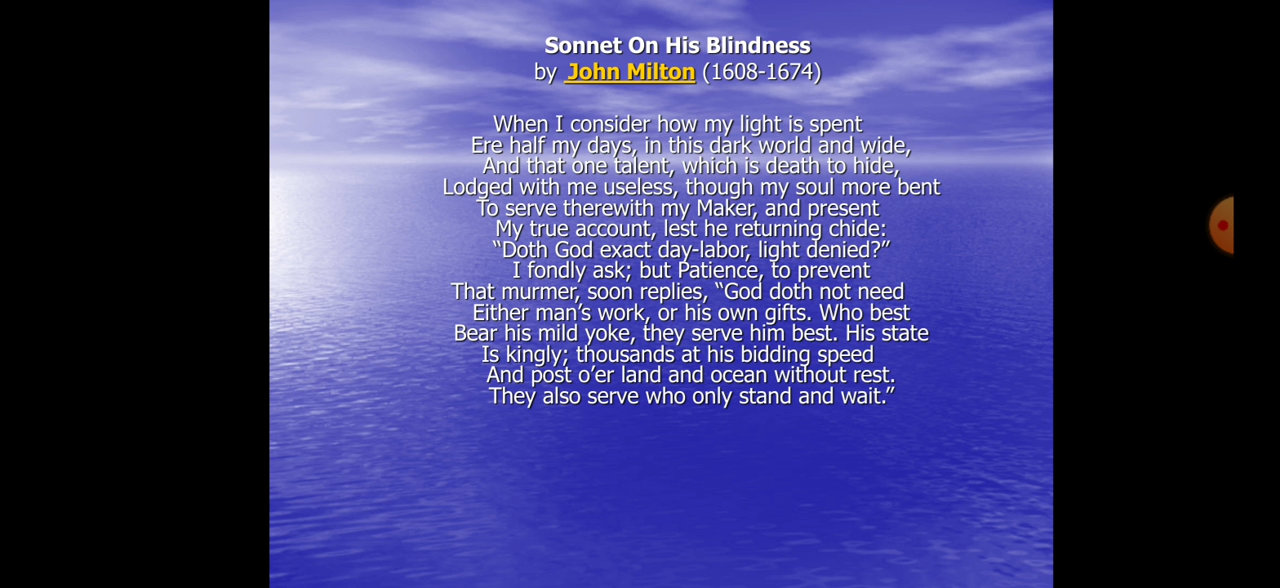 Sonnet On His Blindness
by John Milton (1608-1674)
When I consider how my light is spent
Ere half my days, in this dark world and wide,
And that one talent, which is death to hide,
Lodged with me useless, though my soul more bent
To serve therewith my Maker, and present
My true account, lest he returning chide:
“Doth God exact day-labor, light denied?”
I fondly ask; but Patience, to prevent
That murmer, soon replies, “God doth not need
Either man’s work, or his own gifts. Who best
Bear his mild yoke, they serve him best. His state
Is kingly; thousands at his bidding speed
And post o’er land and ocean without rest.
They also serve who only stand and wait.”